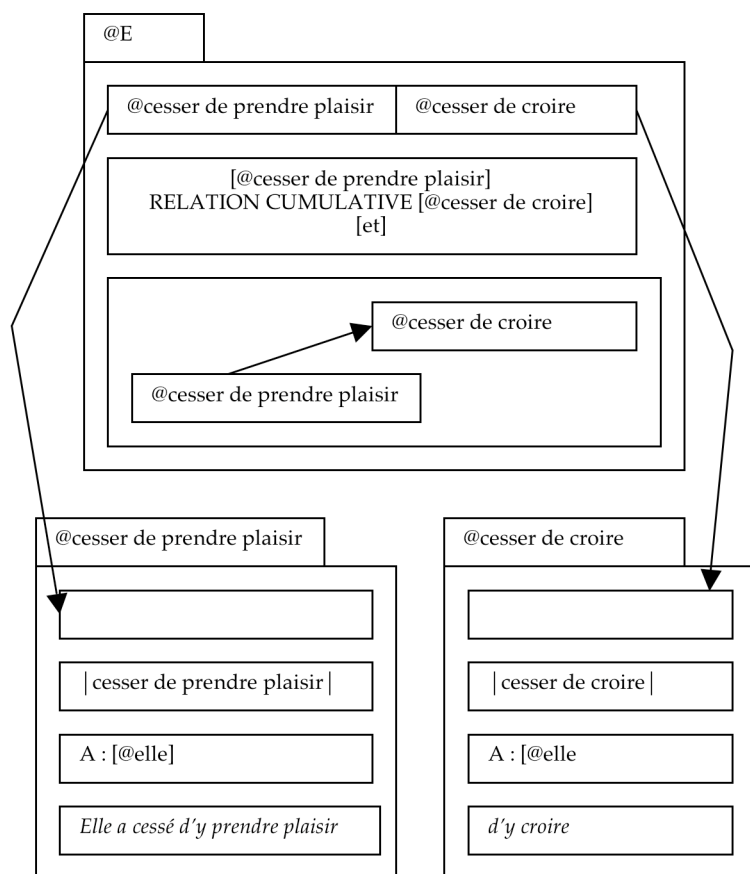 @E
@cesser de prendre plaisir
@cesser de croire
[@cesser de prendre plaisir]
RELATION CUMULATIVE [@cesser de croire]
[et]
@cesser de croire
@cesser de prendre plaisir
@cesser de prendre plaisir
|cesser de prendre plaisir|
A : [@elle]
Elle a cessé d'y prendre plaisir
@cesser de croire
|cesser de croire|
A : [@elle
d'y croire